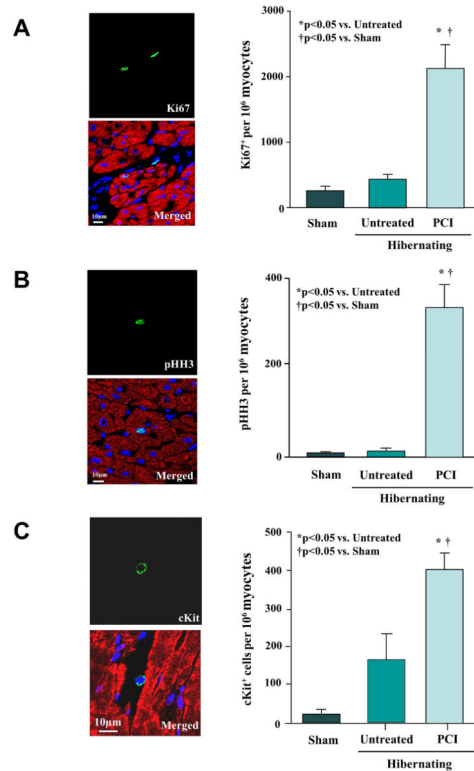 A
Ki67
Merged
10µm
Ki67⁺ per 10⁶ myocytes
3000
2000
1000
0
*p<0.05 vs. Untreated
†p<0.05 vs. Sham
* †
Sham
Untreated
PCI
Hibernating
B
pHH3
Merged
10µm
pHH3 per 10⁶ myocytes
400
300
200
0
*p<0.05 vs. Untreated
†p<0.05 vs. Sham
* †
Sham
Untreated
PCI
Hibernating
C
cKit
Merged
10µm
cKit⁺ cells per 10⁶ myocytes
500
400
300
200
100
0
*p<0.05 vs. Untreated
†p<0.05 vs. Sham
* †
Sham
Untreated
PCI
Hibernating